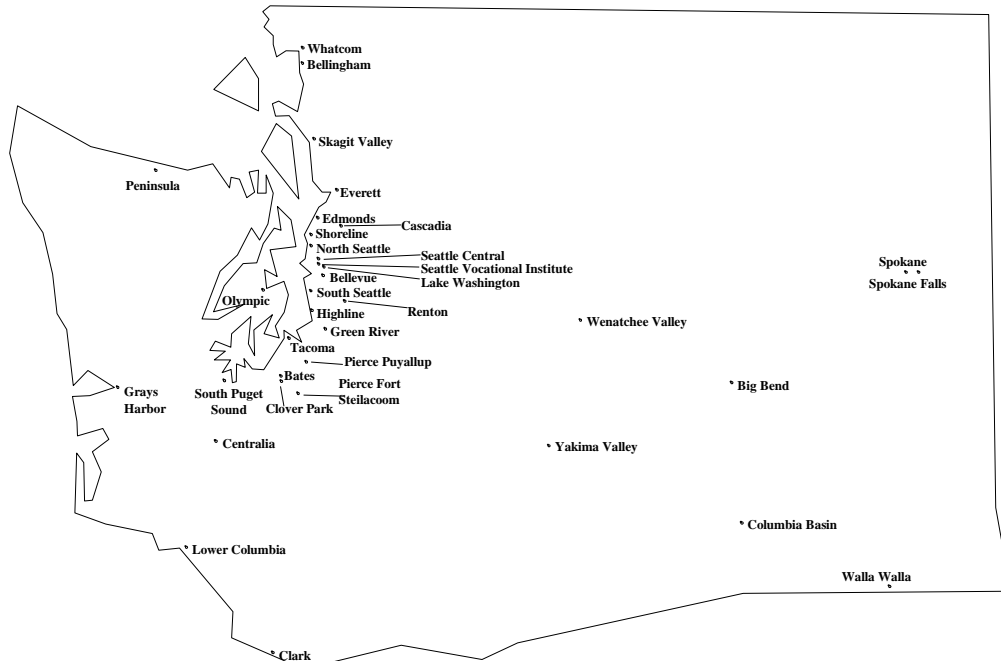 Whatcom
Bellingham
Skagit Valley
Peninsula
Everett
Edmonds
Cascadia
Shoreline
North Seattle
Seattle Central
Seattle Vocational Institute
Lake Washington
Bellevue
Spokane
Spokane Falls
Olympic
South Seattle
Highline
Renton
Green River
Wenatchee Valley
Tacoma
Pierce Puyallup
Bates
Pierce Fort
Steilacoom
Big Bend
Grays
Harbor
South Puget
Sound
Clover Park
Centralia
Yakima Valley
Columbia Basin
Lower Columbia
Walla Walla
Clark